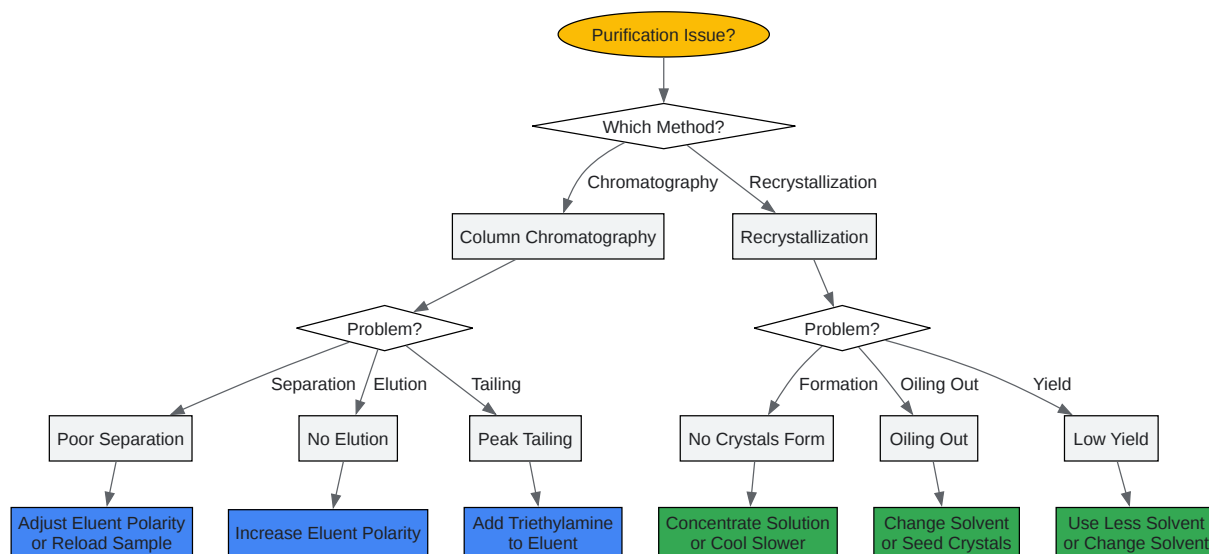 Purification Issue?
Which Method?
Chromatography
Recrystallization
Column Chromatography
Recrystallization
Problem?
Problem?
Separation
Elution
Tailing
Formation
Oiling Out
Yield
Poor Separation
No Elution
Peak Tailing
No Crystals Form
Oiling Out
Low Yield
Adjust Eluent Polarity
or Reload Sample
Increase Eluent Polarity
Add Triethylamine
to Eluent
Concentrate Solution
or Cool Slower
Change Solvent
or Seed Crystals
Use Less Solvent
or Change Solvent